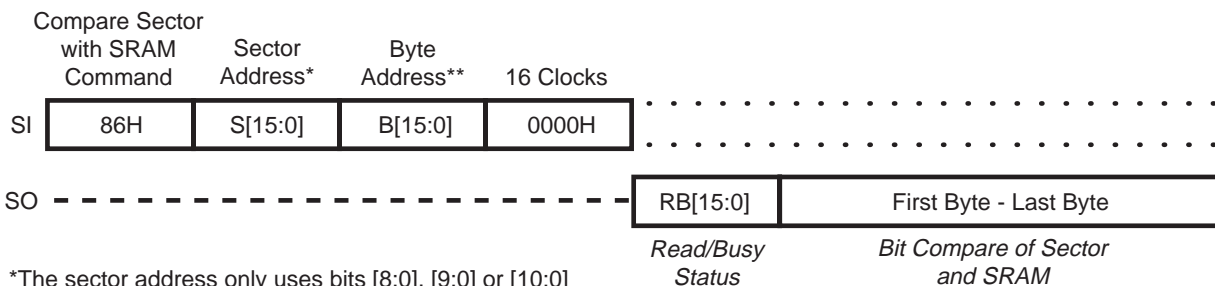 Compare Sector
with SRAM
Command
Sector
Address*
Byte
Address**
16 Clocks
SI
86H
S[15:0]
B[15:0]
0000H
SO
RB[15:0]
First Byte - Last Byte
Read/Busy
Status
Bit Compare of Sector
and SRAM
*The sector address only uses bits [8:0], [9:0] or [10:0]